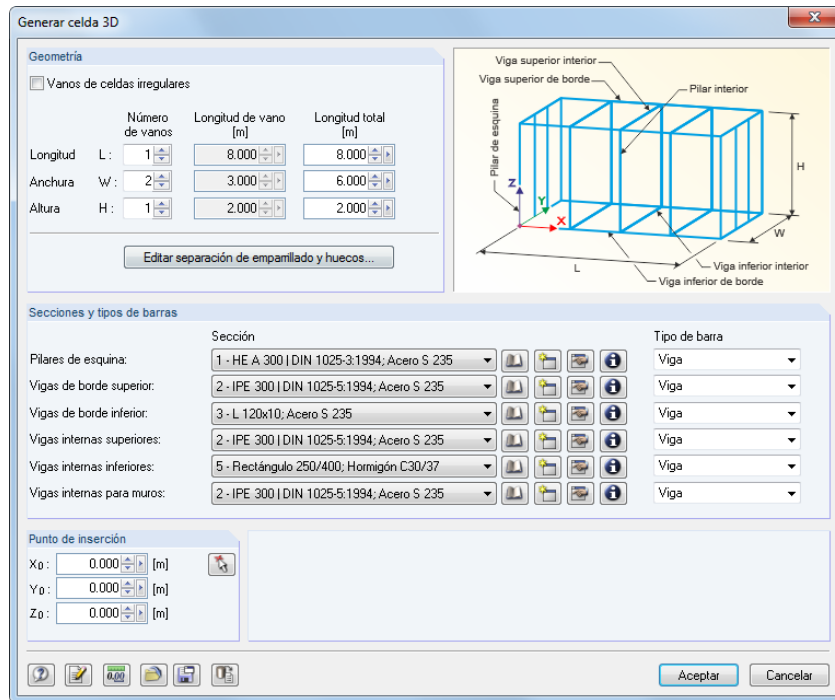 Generar celda 3D
Geometría
Vanos de celdas irregulares
Número de vanos
Longitud de vano [m]
Longitud total [m]
Longitud L : 1 8.000 8.000
Anchura W : 2 3.000 6.000
Altura H : 1 2.000 2.000
Editar separación de emparrillado y huecos...
Viga superior interior
Viga superior de borde
Pilar interior
Pilar de esquina
Z
Y
X
H
W
L
Viga inferior interior
Viga inferior de borde
Secciones y tipos de barras
Sección Tipo de barra
Pilares de esquina: 1 - HE A 300 | DIN 1025-3:1994; Acero S 235 Viga
Vigas de borde superior: 2 - IPE 300 | DIN 1025-5:1994; Acero S 235 Viga
Vigas de borde inferior: 3 - L 120x10; Acero S 235 Viga
Vigas internas superiores: 2 - IPE 300 | DIN 1025-5:1994; Acero S 235 Viga
Vigas internas inferiores: 5 - Rectángulo 250/400; Hormigón C30/37 Viga
Vigas internas para muros: 2 - IPE 300 | DIN 1025-5:1994; Acero S 235 Viga
Punto de inserción
X0 : 0.000 [m]
Y0 : 0.000 [m]
Z0 : 0.000 [m]
0,00
Aceptar Cancelar